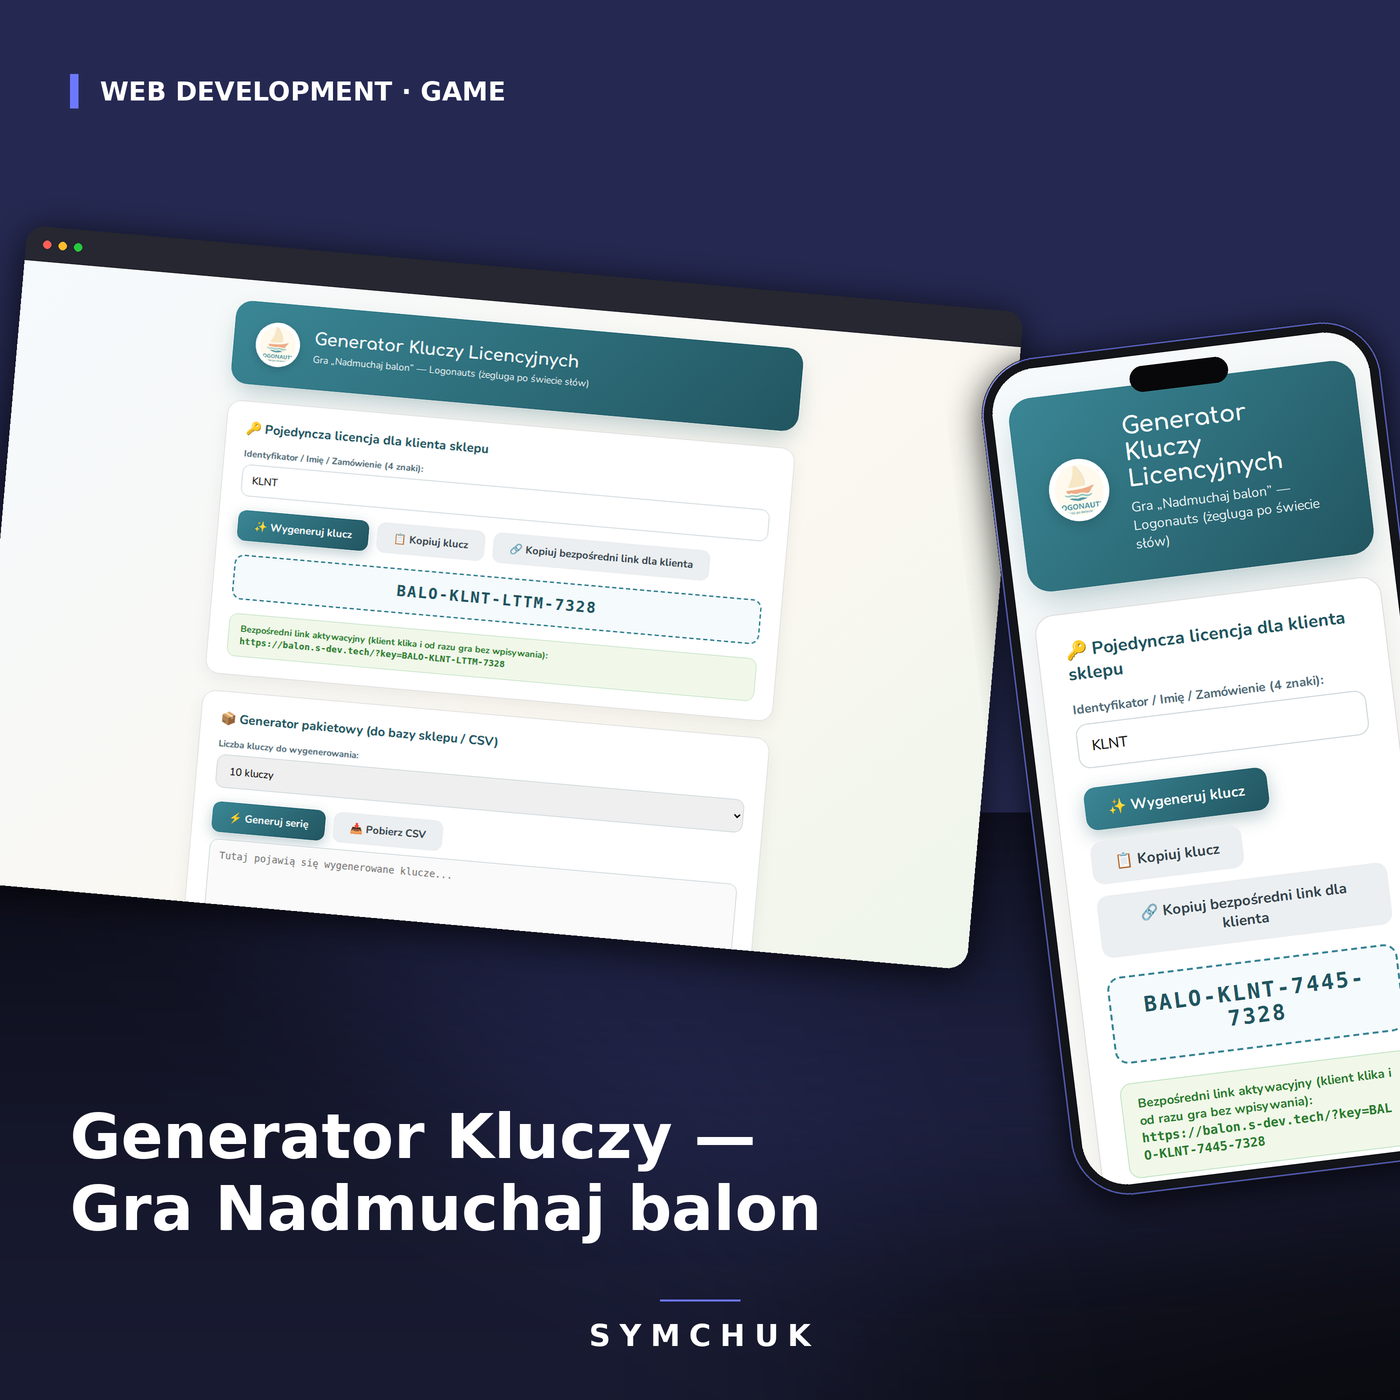 WEB DEVELOPMENT · GAME
Generator Kluczy Licencyjnych
Gra „Nadmuchaj balon” — Logonauts (żegluga po świecie słów)
🔑 Pojedyncza licencja dla klienta sklepu
Identyfikator / Imię / Zamówienie (4 znaki):
KLNT
✨ Wygeneruj klucz
📋 Kopiuj klucz
🔗 Kopiuj bezpośredni link dla klienta
BALO-KLNT-LTTM-7328
Bezpośredni link aktywacyjny (klient klika i od razu gra bez wpisywania):
https://balon.s-dev.tech/?key=BALO-KLNT-LTTM-7328
📦 Generator pakietowy (do bazy sklepu / CSV)
Liczba kluczy do wygenerowania:
10 kluczy
⚡ Generuj serię
📥 Pobierz CSV
Tutaj pojawią się wygenerowane klucze...
Generator
Kluczy
Licencyjnych
Gra „Nadmuchaj balon” —
Logonauts (żegluga po świecie
słów)
🔑 Pojedyncza licencja dla klienta
sklepu
Identyfikator / Imię / Zamówienie (4 znaki):
KLNT
✨ Wygeneruj klucz
📋 Kopiuj klucz
🔗 Kopiuj bezpośredni link dla
klienta
BALO-KLNT-7445-
7328
Bezpośredni link aktywacyjny (klient klika i
od razu gra bez wpisywania):
https://balon.s-dev.tech/?key=BAL
O-KLNT-7445-7328
Generator Kluczy —
Gra Nadmuchaj balon
SYMCHUK